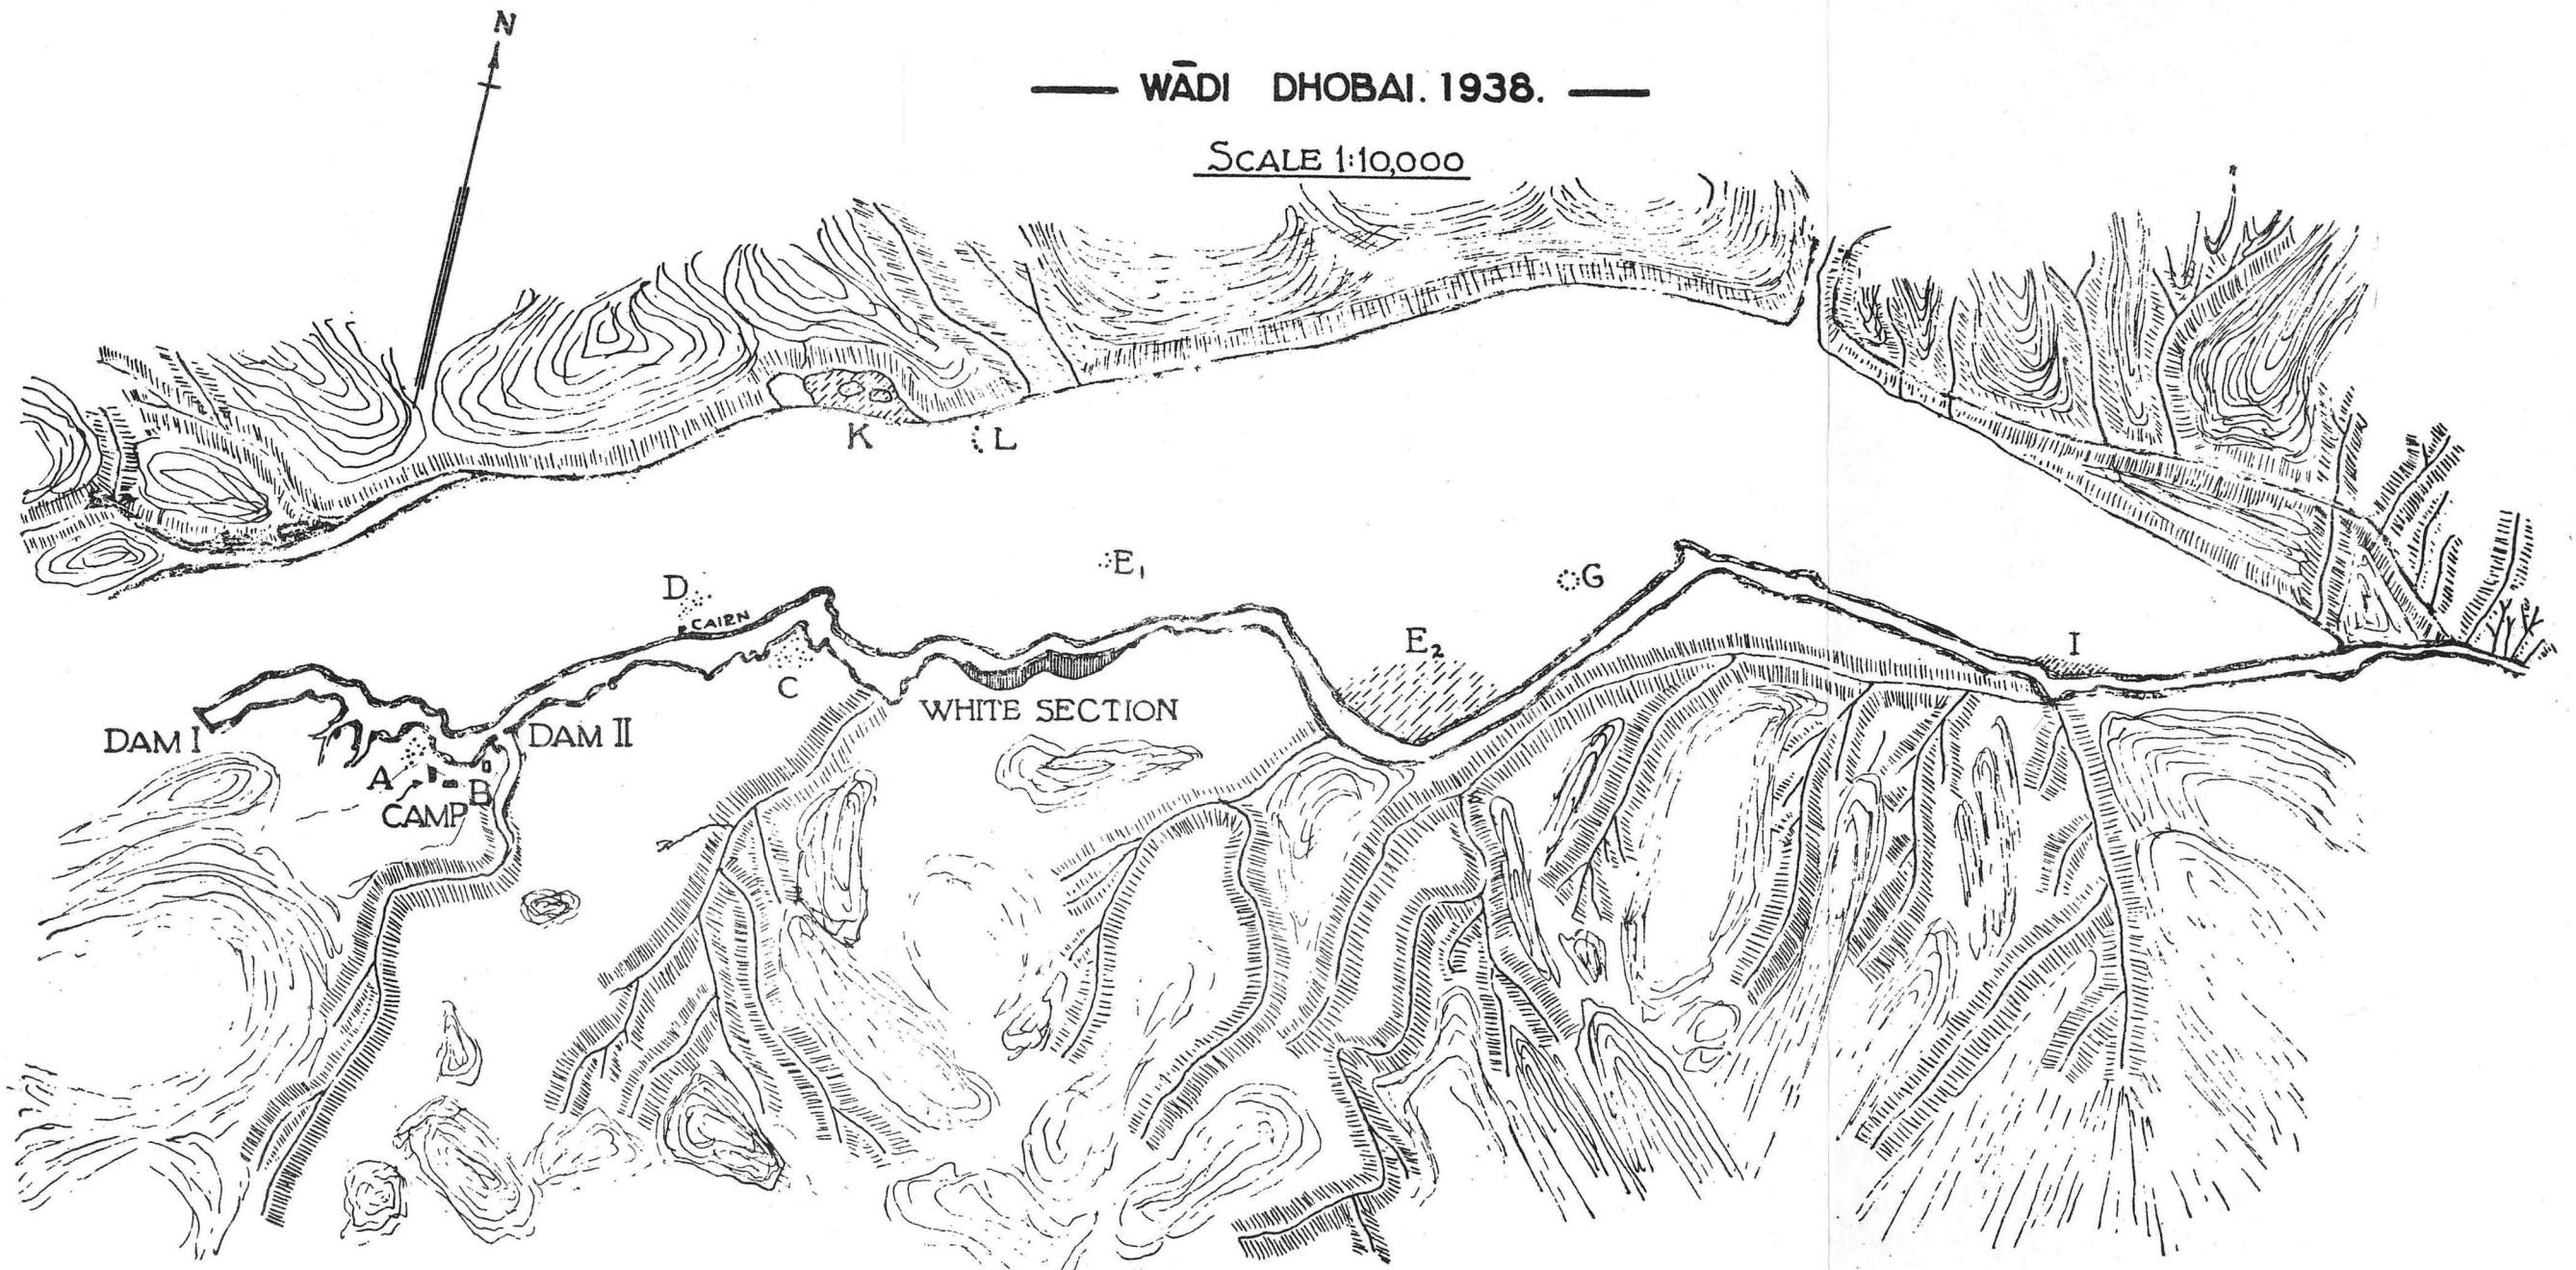 N
— WĀDI DHOBAI. 1938. —
SCALE 1:10,000
K
L
E₁
D
CAIRN
G
E₂
I
C
WHITE SECTION
DAM I
DAM II
A
B
CAMP